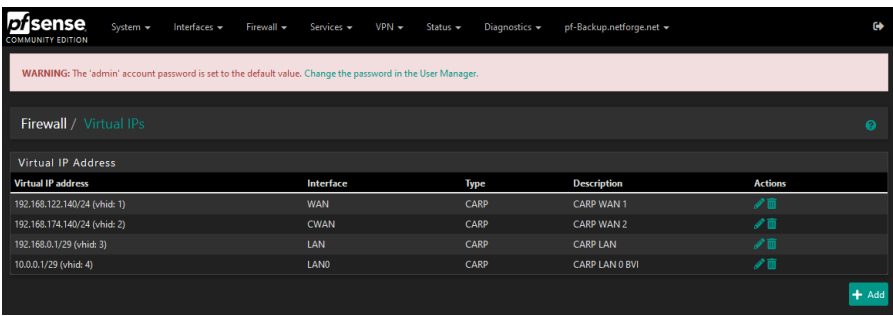 pfsense
COMMUNITY EDITION
System Interfaces Firewall Services VPN Status Diagnostics pf-Backup.netforge.net
WARNING: The 'admin' account password is set to the default value. Change the password in the User Manager.
Firewall / Virtual IPs
Virtual IP Address
Virtual IP address Interface Type Description Actions
192.168.122.140/24 (vhid: 1) WAN CARP CARP WAN 1
192.168.174.140/24 (vhid: 2) CWAN CARP CARP WAN 2
192.168.0.1/29 (vhid: 3) LAN CARP CARP LAN
10.0.0.1/29 (vhid: 4) LAN0 CARP CARP LAN 0 BVI
+ Add